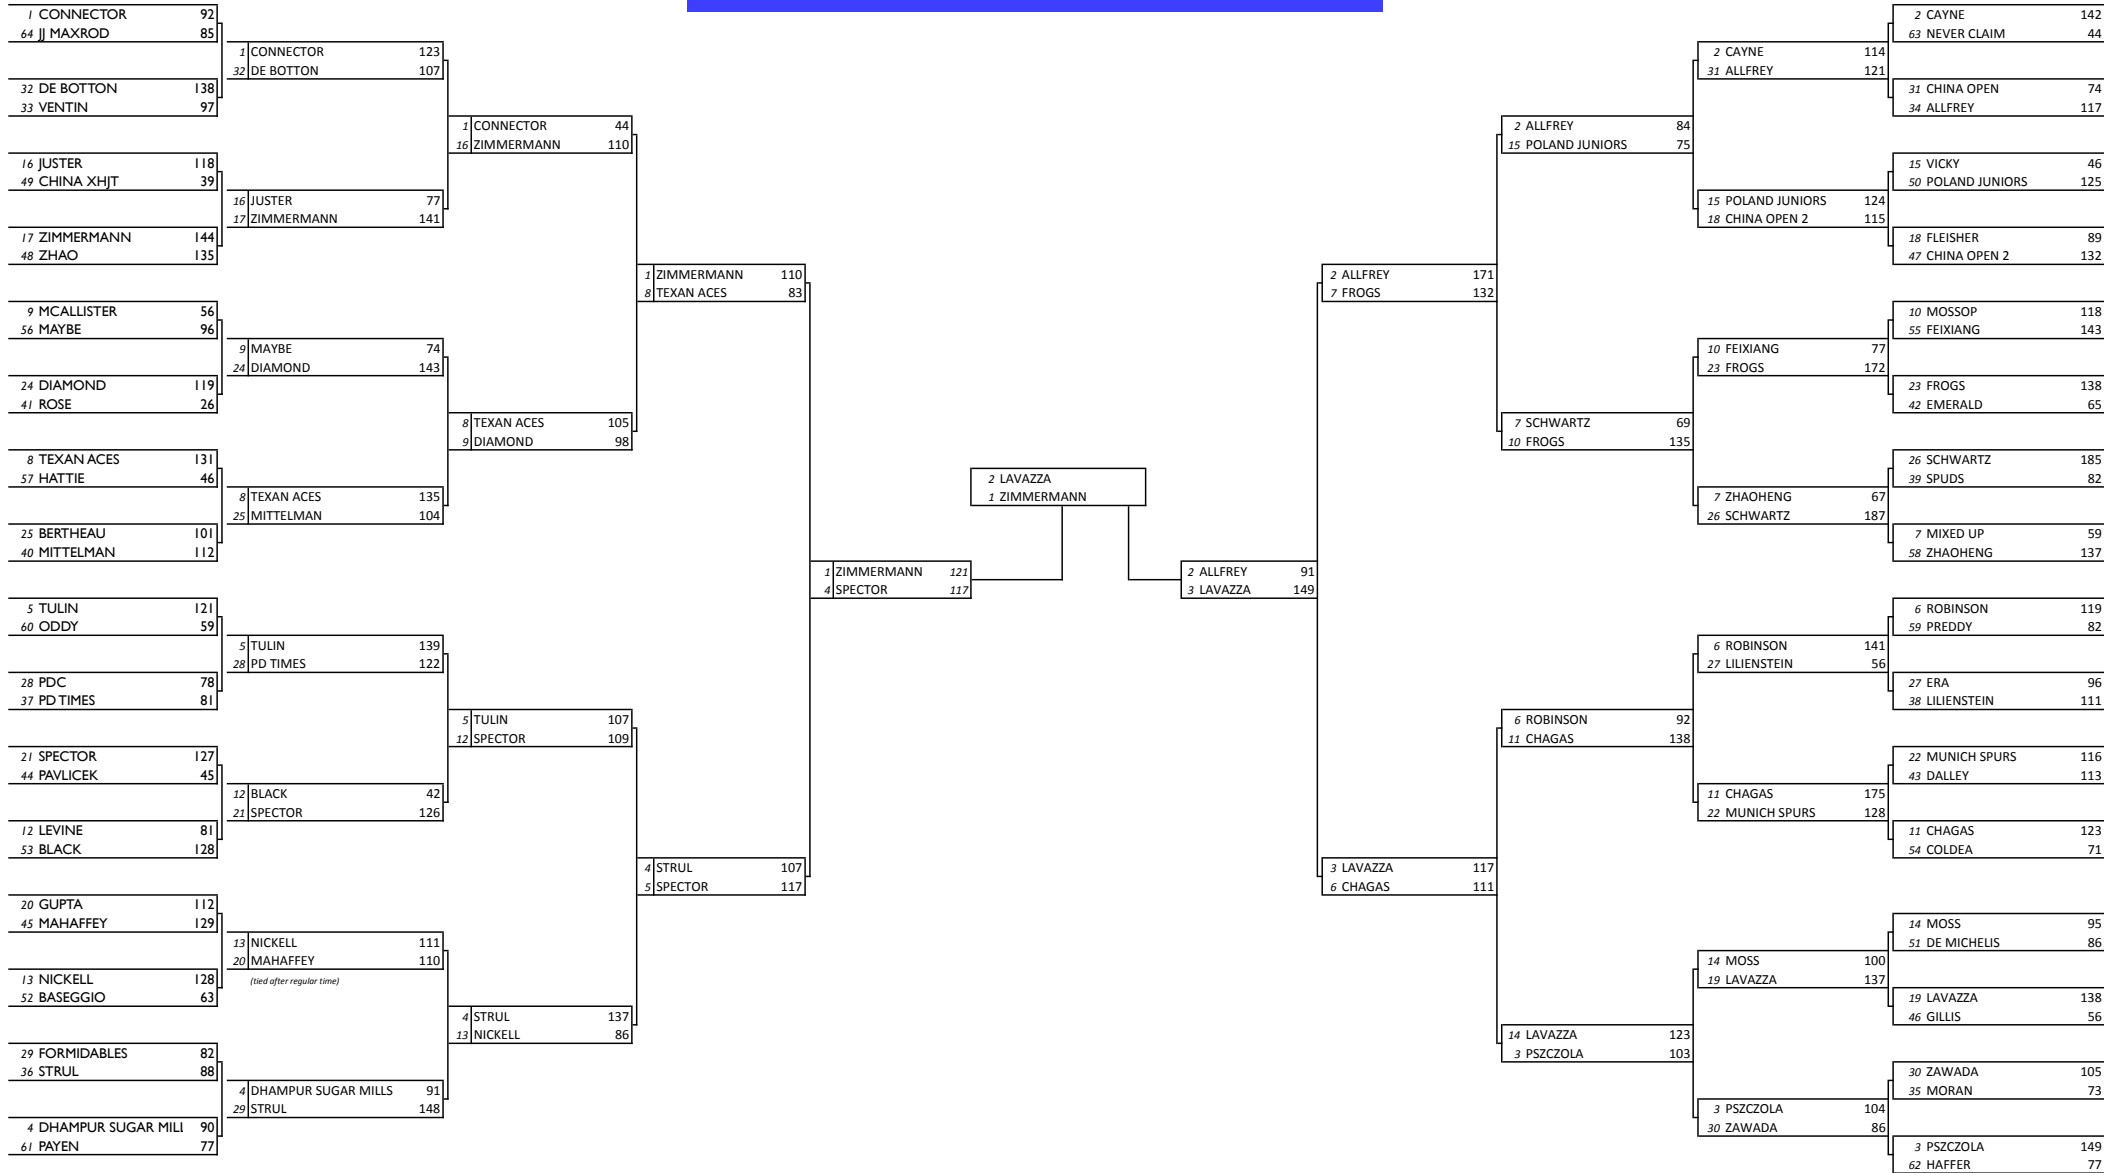 1 CONNECTOR 92
64 JJ MAXROD 85
32 DE BOTTON 138
33 VENTIN 97
16 JUSTER 118
49 CHINA XHJT 39
17 ZIMMERMANN 144
48 ZHAO 135
9 MCALLISTER 56
56 MAYBE 96
24 DIAMOND 119
41 ROSE 26
8 TEXAN ACES 131
57 HATTIE 46
25 BERTHEAU 101
40 MITTELMAN 112
5 TULIN 121
60 ODDY 59
28 PDC 78
37 PD TIMES 81
21 SPECTOR 127
44 PAVLICEK 45
12 LEVINE 81
53 BLACK 128
20 GUPTA 112
45 MAHAFFEY 129
13 NICKELL 128
52 BASEGGIO 63
29 FORMIDABLES 82
36 STRUL 88
4 DHAMPUR SUGAR MILL 90
61 PAYEN 77
1 CONNECTOR 123
32 DE BOTTON 107
16 JUSTER 77
17 ZIMMERMANN 141
9 MAYBE 74
24 DIAMOND 143
8 TEXAN ACES 135
25 MITTELMAN 104
5 TULIN 139
28 PD TIMES 122
12 BLACK 42
21 SPECTOR 126
13 NICKELL 111
20 MAHAFFEY 110
(tied after regular time)
4 DHAMPUR SUGAR MILLS 91
29 STRUL 148
1 CONNECTOR 44
16 ZIMMERMANN 110
8 TEXAN ACES 105
9 DIAMOND 98
5 TULIN 107
12 SPECTOR 109
4 STRUL 137
13 NICKELL 86
1 ZIMMERMANN 110
8 TEXAN ACES 83
4 STRUL 107
5 SPECTOR 117
1 ZIMMERMANN 121
4 SPECTOR 117
2 LAVAZZA
1 ZIMMERMANN
2 ALLFREY 91
3 LAVAZZA 149
2 ALLFREY 171
7 FROGS 132
3 LAVAZZA 117
6 CHAGAS 111
2 ALLFREY 84
15 POLAND JUNIORS 75
7 SCHWARTZ 69
10 FROGS 135
6 ROBINSON 92
11 CHAGAS 138
14 LAVAZZA 123
3 PSZCZOLA 103
2 CAYNE 114
31 ALLFREY 121
15 POLAND JUNIORS 124
18 CHINA OPEN 2 115
10 FEIXIANG 77
23 FROGS 172
7 ZHAOHENG 67
26 SCHWARTZ 187
6 ROBINSON 141
27 LILIENSTEIN 56
11 CHAGAS 175
22 MUNICH SPURS 128
14 MOSS 100
19 LAVAZZA 137
3 PSZCZOLA 104
30 ZAWADA 86
2 CAYNE 142
63 NEVER CLAIM 44
31 CHINA OPEN 74
34 ALLFREY 117
15 VICKY 46
50 POLAND JUNIORS 125
18 FLEISHER 89
47 CHINA OPEN 2 132
10 MOSSOP 118
55 FEIXIANG 143
23 FROGS 138
42 EMERALD 65
26 SCHWARTZ 185
39 SPUDS 82
7 MIXED UP 59
58 ZHAOHENG 137
6 ROBINSON 119
59 PREDDY 82
27 ERA 96
38 LILIENSTEIN 111
22 MUNICH SPURS 116
43 DALLEY 113
11 CHAGAS 123
54 COLDEA 71
14 MOSS 95
51 DE MICHELIS 86
19 LAVAZZA 138
46 GILLIS 56
30 ZAWADA 105
35 MORAN 73
3 PSZCZOLA 149
62 HAFFER 77